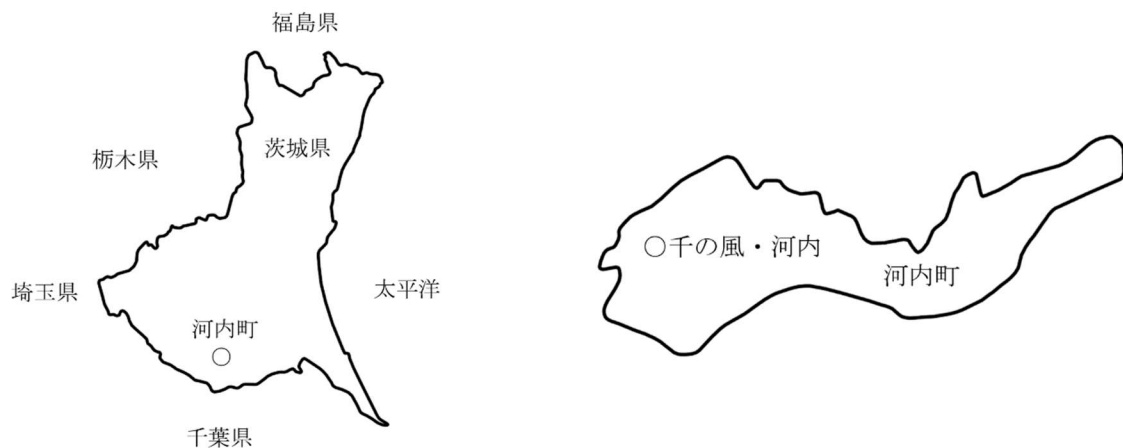 福島県
栃木県
茨城県
埼玉県
太平洋
河内町
千葉県
千の風・河内
河内町